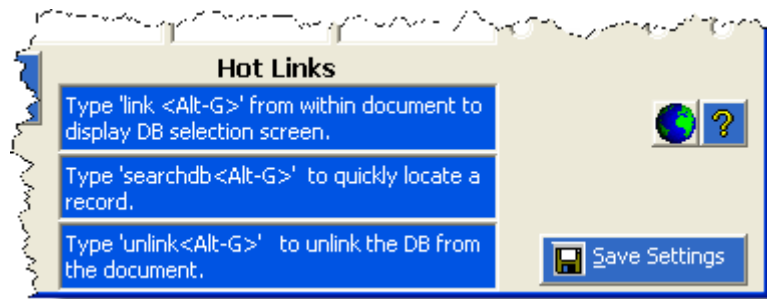 Hot Links
Type 'link <Alt-G>' from within document to
display DB selection screen.
?
Type 'searchdb<Alt-G>' to quickly locate a
record.
Type 'unlink<Alt-G>' to unlink the DB from
the document.
Save Settings